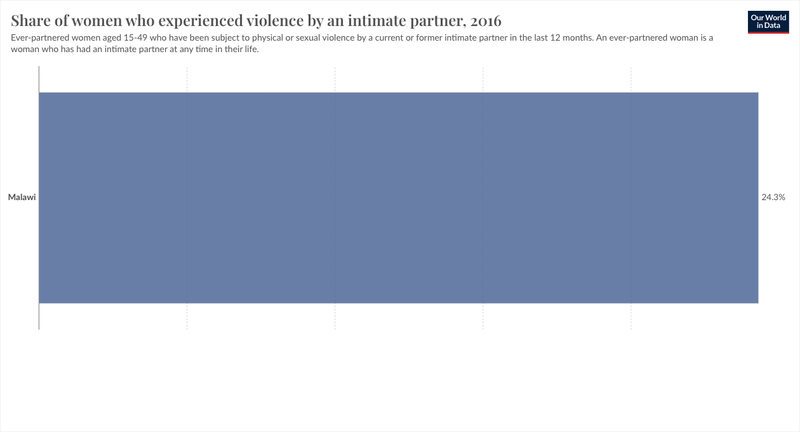 Share of women who experienced violence by an intimate partner, 2016
Our World
in Data
Ever-partnered women aged 15-49 who have been subject to physical or sexual violence by a current or former intimate partner in the last 12 months. An ever-partnered woman is a
woman who has had an intimate partner at any time in their life.
Malawi
24.3%